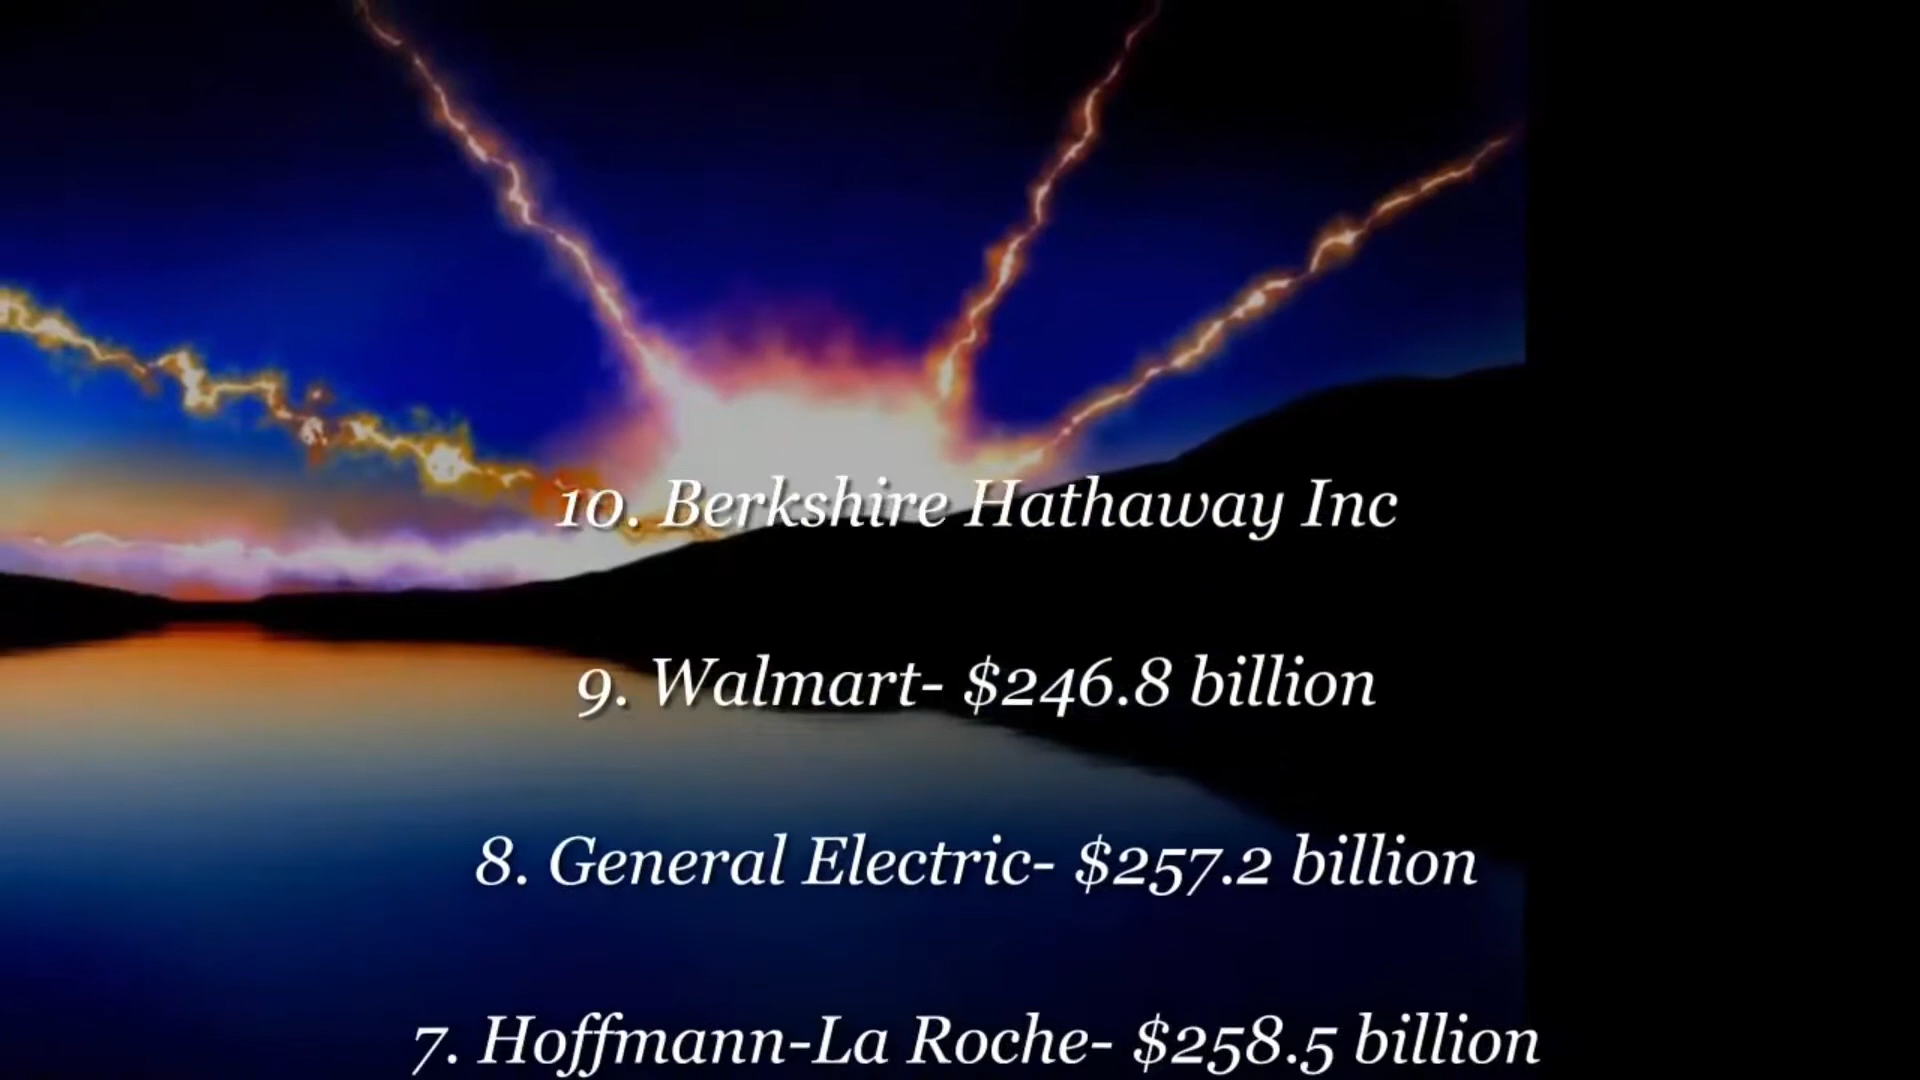 10. Berkshire Hathaway Inc
9. Walmart- $246.8 billion
8. General Electric- $257.2 billion
7. Hoffmann-La Roche- $258.5 billion